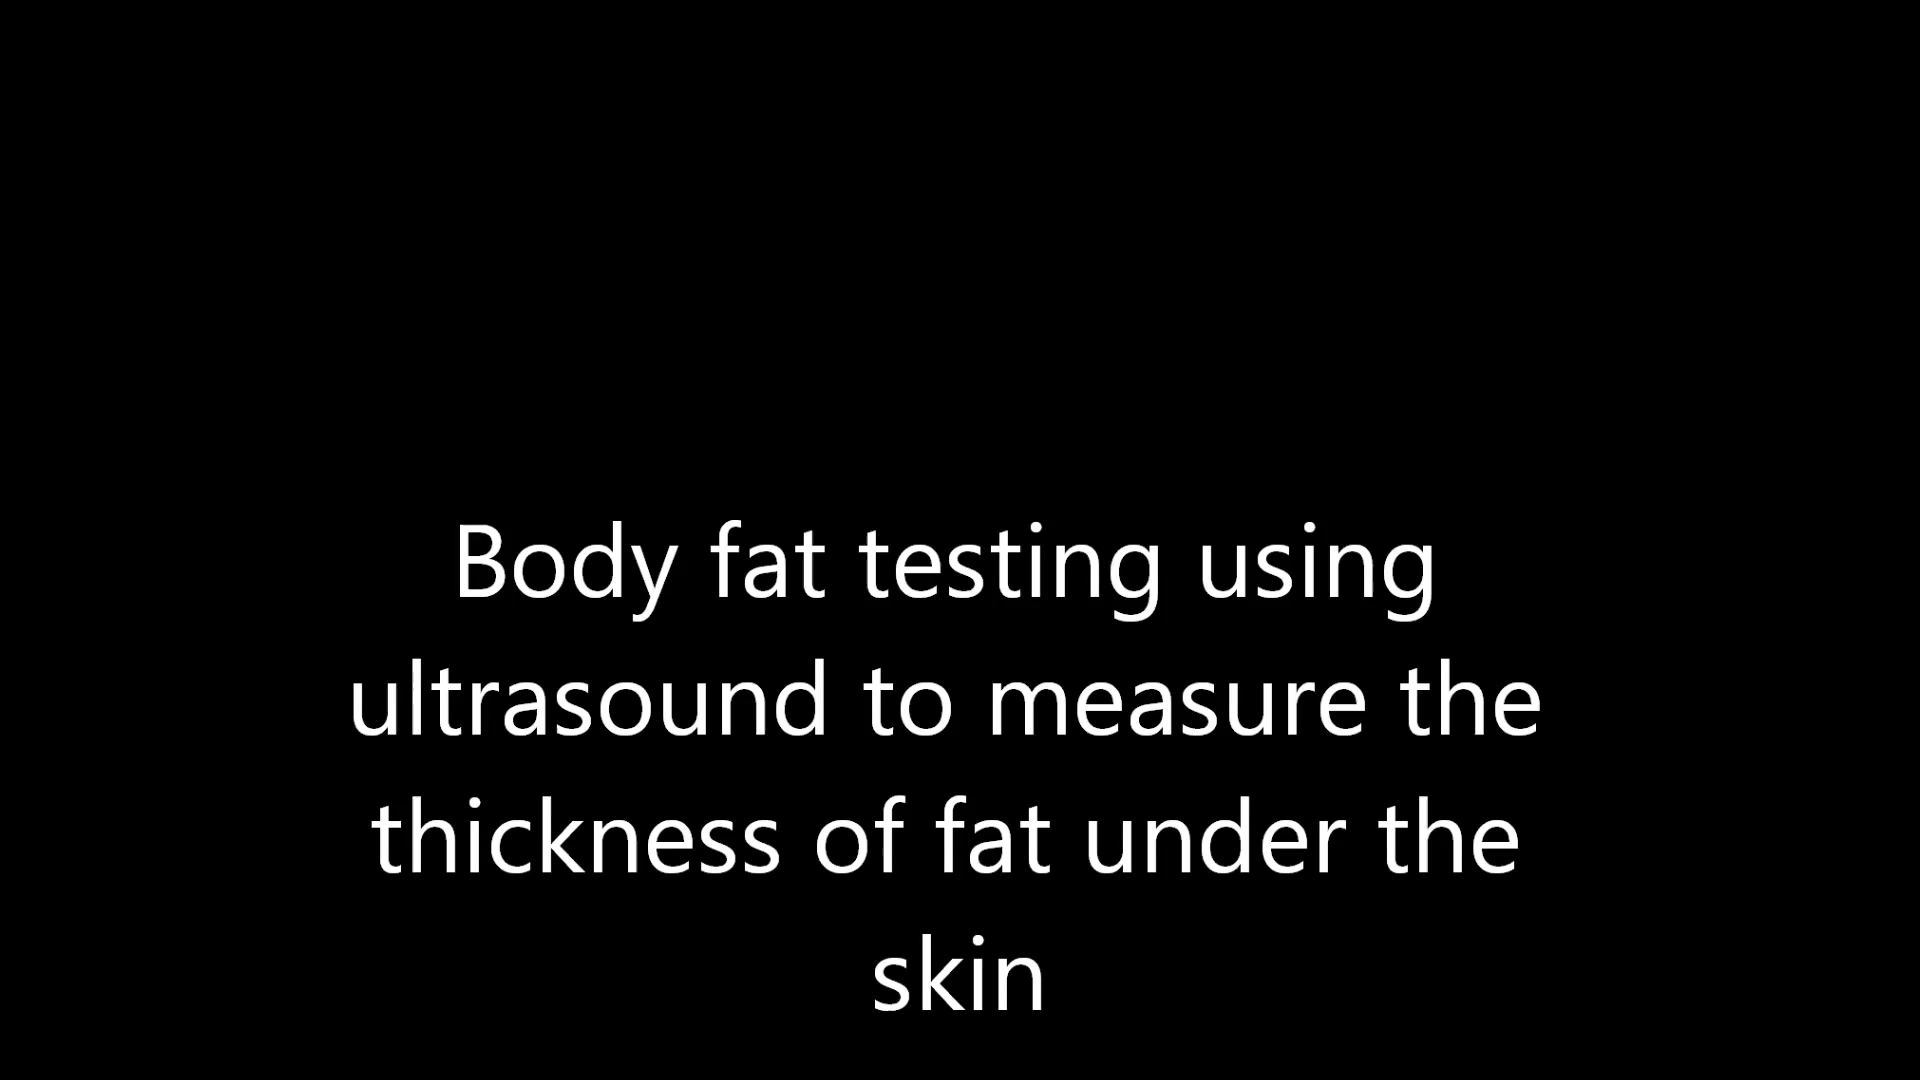 Body fat testing using
ultrasound to measure the
thickness of fat under the
skin